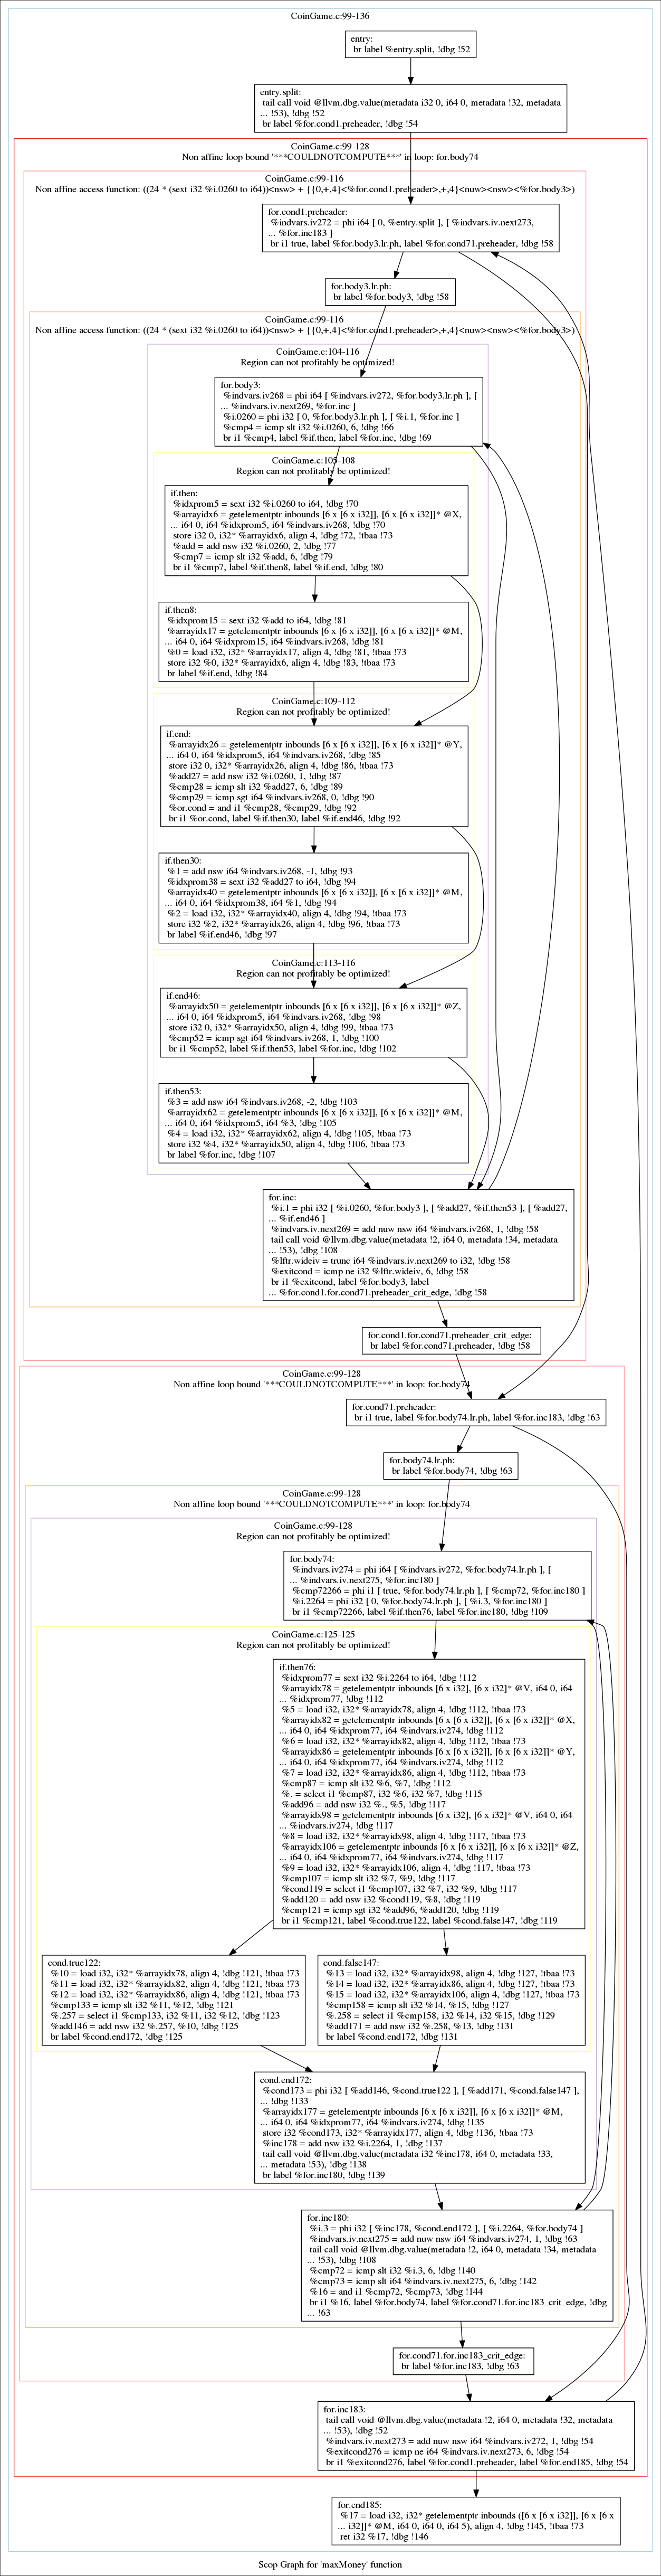 CoinGame.c:99-136
entry:
br label %entry.split, !dbg !52
entry.split:
tail call void @llvm.dbg.value(metadata i32 0, i64 0, metadata !32, metadata
... !53), !dbg !52
br label %for.cond1.preheader, !dbg !54
CoinGame.c:99-128
Non affine loop bound '***COULDNOTCOMPUTE***' in loop: for.body74
CoinGame.c:99-116
Non affine access function: ((24 * (sext i32 %i.0260 to i64))<nsw> + {{0,+,4}<%for.cond1.preheader>,+,4}<nuw><nsw><%for.body3>)
for.cond1.preheader:
%indvars.iv272 = phi i64 [ 0, %entry.split ], [ %indvars.iv.next273,
... %for.inc183 ]
br i1 true, label %for.body3.lr.ph, label %for.cond71.preheader, !dbg !58
for.body3.lr.ph:
br label %for.body3, !dbg !58
CoinGame.c:99-116
Non affine access function: ((24 * (sext i32 %i.0260 to i64))<nsw> + {{0,+,4}<%for.cond1.preheader>,+,4}<nuw><nsw><%for.body3>)
CoinGame.c:104-116
Region can not profitably be optimized!
for.body3:
%indvars.iv268 = phi i64 [ %indvars.iv272, %for.body3.lr.ph ], [
... %indvars.iv.next269, %for.inc ]
%i.0260 = phi i32 [ 0, %for.body3.lr.ph ], [ %i.1, %for.inc ]
%cmp4 = icmp slt i32 %i.0260, 6, !dbg !66
br i1 %cmp4, label %if.then, label %for.inc, !dbg !69
CoinGame.c:105-108
Region can not profitably be optimized!
if.then:
%idxprom5 = sext i32 %i.0260 to i64, !dbg !70
%arrayidx6 = getelementptr inbounds [6 x [6 x i32]], [6 x [6 x i32]]* @X,
... i64 0, i64 %idxprom5, i64 %indvars.iv268, !dbg !70
store i32 0, i32* %arrayidx6, align 4, !dbg !72, !tbaa !73
%add = add nsw i32 %i.0260, 2, !dbg !77
%cmp7 = icmp slt i32 %add, 6, !dbg !79
br i1 %cmp7, label %if.then8, label %if.end, !dbg !80
if.then8:
%idxprom15 = sext i32 %add to i64, !dbg !81
%arrayidx17 = getelementptr inbounds [6 x [6 x i32]], [6 x [6 x i32]]* @M,
... i64 0, i64 %idxprom15, i64 %indvars.iv268, !dbg !81
%0 = load i32, i32* %arrayidx17, align 4, !dbg !81, !tbaa !73
store i32 %0, i32* %arrayidx6, align 4, !dbg !83, !tbaa !73
br label %if.end, !dbg !84
CoinGame.c:109-112
Region can not profitably be optimized!
if.end:
%arrayidx26 = getelementptr inbounds [6 x [6 x i32]], [6 x [6 x i32]]* @Y,
... i64 0, i64 %idxprom5, i64 %indvars.iv268, !dbg !85
store i32 0, i32* %arrayidx26, align 4, !dbg !86, !tbaa !73
%add27 = add nsw i32 %i.0260, 1, !dbg !87
%cmp28 = icmp slt i32 %add27, 6, !dbg !89
%cmp29 = icmp sgt i64 %indvars.iv268, 0, !dbg !90
%or.cond = and i1 %cmp28, %cmp29, !dbg !92
br i1 %or.cond, label %if.then30, label %if.end46, !dbg !92
if.then30:
%1 = add nsw i64 %indvars.iv268, -1, !dbg !93
%idxprom38 = sext i32 %add27 to i64, !dbg !94
%arrayidx40 = getelementptr inbounds [6 x [6 x i32]], [6 x [6 x i32]]* @M,
... i64 0, i64 %idxprom38, i64 %1, !dbg !94
%2 = load i32, i32* %arrayidx40, align 4, !dbg !94, !tbaa !73
store i32 %2, i32* %arrayidx26, align 4, !dbg !96, !tbaa !73
br label %if.end46, !dbg !97
CoinGame.c:113-116
Region can not profitably be optimized!
if.end46:
%arrayidx50 = getelementptr inbounds [6 x [6 x i32]], [6 x [6 x i32]]* @Z,
... i64 0, i64 %idxprom5, i64 %indvars.iv268, !dbg !98
store i32 0, i32* %arrayidx50, align 4, !dbg !99, !tbaa !73
%cmp52 = icmp sgt i64 %indvars.iv268, 1, !dbg !100
br i1 %cmp52, label %if.then53, label %for.inc, !dbg !102
if.then53:
%3 = add nsw i64 %indvars.iv268, -2, !dbg !103
%arrayidx62 = getelementptr inbounds [6 x [6 x i32]], [6 x [6 x i32]]* @M,
... i64 0, i64 %idxprom5, i64 %3, !dbg !105
%4 = load i32, i32* %arrayidx62, align 4, !dbg !105, !tbaa !73
store i32 %4, i32* %arrayidx50, align 4, !dbg !106, !tbaa !73
br label %for.inc, !dbg !107
for.inc:
%i.1 = phi i32 [ %i.0260, %for.body3 ], [ %add27, %if.then53 ], [ %add27,
... %if.end46 ]
%indvars.iv.next269 = add nuw nsw i64 %indvars.iv268, 1, !dbg !58
tail call void @llvm.dbg.value(metadata !2, i64 0, metadata !34, metadata
... !53), !dbg !108
%lftr.wideiv = trunc i64 %indvars.iv.next269 to i32, !dbg !58
%exitcond = icmp ne i32 %lftr.wideiv, 6, !dbg !58
br i1 %exitcond, label %for.body3, label
... %for.cond1.for.cond71.preheader_crit_edge, !dbg !58
for.cond1.for.cond71.preheader_crit_edge:
br label %for.cond71.preheader, !dbg !58
CoinGame.c:99-128
Non affine loop bound '***COULDNOTCOMPUTE***' in loop: for.body74
for.cond71.preheader:
br i1 true, label %for.body74.lr.ph, label %for.inc183, !dbg !63
for.body74.lr.ph:
br label %for.body74, !dbg !63
CoinGame.c:99-128
Non affine loop bound '***COULDNOTCOMPUTE***' in loop: for.body74
CoinGame.c:99-128
Region can not profitably be optimized!
for.body74:
%indvars.iv274 = phi i64 [ %indvars.iv272, %for.body74.lr.ph ], [
... %indvars.iv.next275, %for.inc180 ]
%cmp72266 = phi i1 [ true, %for.body74.lr.ph ], [ %cmp72, %for.inc180 ]
%i.2264 = phi i32 [ 0, %for.body74.lr.ph ], [ %i.3, %for.inc180 ]
br i1 %cmp72266, label %if.then76, label %for.inc180, !dbg !109
CoinGame.c:125-125
Region can not profitably be optimized!
if.then76:
%idxprom77 = sext i32 %i.2264 to i64, !dbg !112
%arrayidx78 = getelementptr inbounds [6 x i32], [6 x i32]* @V, i64 0, i64
... %idxprom77, !dbg !112
%5 = load i32, i32* %arrayidx78, align 4, !dbg !112, !tbaa !73
%arrayidx82 = getelementptr inbounds [6 x [6 x i32]], [6 x [6 x i32]]* @X,
... i64 0, i64 %idxprom77, i64 %indvars.iv274, !dbg !112
%6 = load i32, i32* %arrayidx82, align 4, !dbg !112, !tbaa !73
%arrayidx86 = getelementptr inbounds [6 x [6 x i32]], [6 x [6 x i32]]* @Y,
... i64 0, i64 %idxprom77, i64 %indvars.iv274, !dbg !112
%7 = load i32, i32* %arrayidx86, align 4, !dbg !112, !tbaa !73
%cmp87 = icmp slt i32 %6, %7, !dbg !112
%. = select i1 %cmp87, i32 %6, i32 %7, !dbg !115
%add96 = add nsw i32 %., %5, !dbg !117
%arrayidx98 = getelementptr inbounds [6 x i32], [6 x i32]* @V, i64 0, i64
... %indvars.iv274, !dbg !117
%8 = load i32, i32* %arrayidx98, align 4, !dbg !117, !tbaa !73
%arrayidx106 = getelementptr inbounds [6 x [6 x i32]], [6 x [6 x i32]]* @Z,
... i64 0, i64 %idxprom77, i64 %indvars.iv274, !dbg !117
%9 = load i32, i32* %arrayidx106, align 4, !dbg !117, !tbaa !73
%cmp107 = icmp slt i32 %7, %9, !dbg !117
%cond119 = select i1 %cmp107, i32 %7, i32 %9, !dbg !117
%add120 = add nsw i32 %cond119, %8, !dbg !119
%cmp121 = icmp sgt i32 %add96, %add120, !dbg !119
br i1 %cmp121, label %cond.true122, label %cond.false147, !dbg !119
cond.true122:
%10 = load i32, i32* %arrayidx78, align 4, !dbg !121, !tbaa !73
%11 = load i32, i32* %arrayidx82, align 4, !dbg !121, !tbaa !73
%12 = load i32, i32* %arrayidx86, align 4, !dbg !121, !tbaa !73
%cmp133 = icmp slt i32 %11, %12, !dbg !121
%.257 = select i1 %cmp133, i32 %11, i32 %12, !dbg !123
%add146 = add nsw i32 %.257, %10, !dbg !125
br label %cond.end172, !dbg !125
cond.false147:
%13 = load i32, i32* %arrayidx98, align 4, !dbg !127, !tbaa !73
%14 = load i32, i32* %arrayidx86, align 4, !dbg !127, !tbaa !73
%15 = load i32, i32* %arrayidx106, align 4, !dbg !127, !tbaa !73
%cmp158 = icmp slt i32 %14, %15, !dbg !127
%.258 = select i1 %cmp158, i32 %14, i32 %15, !dbg !129
%add171 = add nsw i32 %.258, %13, !dbg !131
br label %cond.end172, !dbg !131
cond.end172:
%cond173 = phi i32 [ %add146, %cond.true122 ], [ %add171, %cond.false147 ],
... !dbg !133
%arrayidx177 = getelementptr inbounds [6 x [6 x i32]], [6 x [6 x i32]]* @M,
... i64 0, i64 %idxprom77, i64 %indvars.iv274, !dbg !135
store i32 %cond173, i32* %arrayidx177, align 4, !dbg !136, !tbaa !73
%inc178 = add nsw i32 %i.2264, 1, !dbg !137
tail call void @llvm.dbg.value(metadata i32 %inc178, i64 0, metadata !33,
... metadata !53), !dbg !138
br label %for.inc180, !dbg !139
for.inc180:
%i.3 = phi i32 [ %inc178, %cond.end172 ], [ %i.2264, %for.body74 ]
%indvars.iv.next275 = add nuw nsw i64 %indvars.iv274, 1, !dbg !63
tail call void @llvm.dbg.value(metadata !2, i64 0, metadata !34, metadata
... !53), !dbg !108
%cmp72 = icmp slt i32 %i.3, 6, !dbg !140
%cmp73 = icmp slt i64 %indvars.iv.next275, 6, !dbg !142
%16 = and i1 %cmp72, %cmp73, !dbg !144
br i1 %16, label %for.body74, label %for.cond71.for.inc183_crit_edge, !dbg
... !63
for.cond71.for.inc183_crit_edge:
br label %for.inc183, !dbg !63
for.inc183:
tail call void @llvm.dbg.value(metadata !2, i64 0, metadata !32, metadata
... !53), !dbg !52
%indvars.iv.next273 = add nuw nsw i64 %indvars.iv272, 1, !dbg !54
%exitcond276 = icmp ne i64 %indvars.iv.next273, 6, !dbg !54
br i1 %exitcond276, label %for.cond1.preheader, label %for.end185, !dbg !54
for.end185:
%17 = load i32, i32* getelementptr inbounds ([6 x [6 x i32]], [6 x [6 x
... i32]]* @M, i64 0, i64 0, i64 5), align 4, !dbg !145, !tbaa !73
ret i32 %17, !dbg !146
Scop Graph for 'maxMoney' function